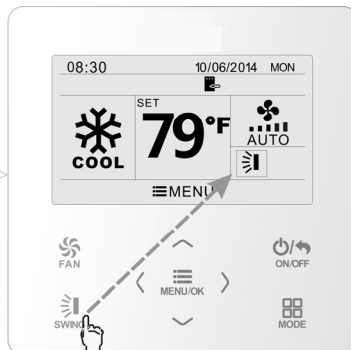 08:30 10/06/2014 MON
SET
79°F
COOL
AUTO
MENU
FAN
ON/OFF
MENU/OK
SWING
MODE